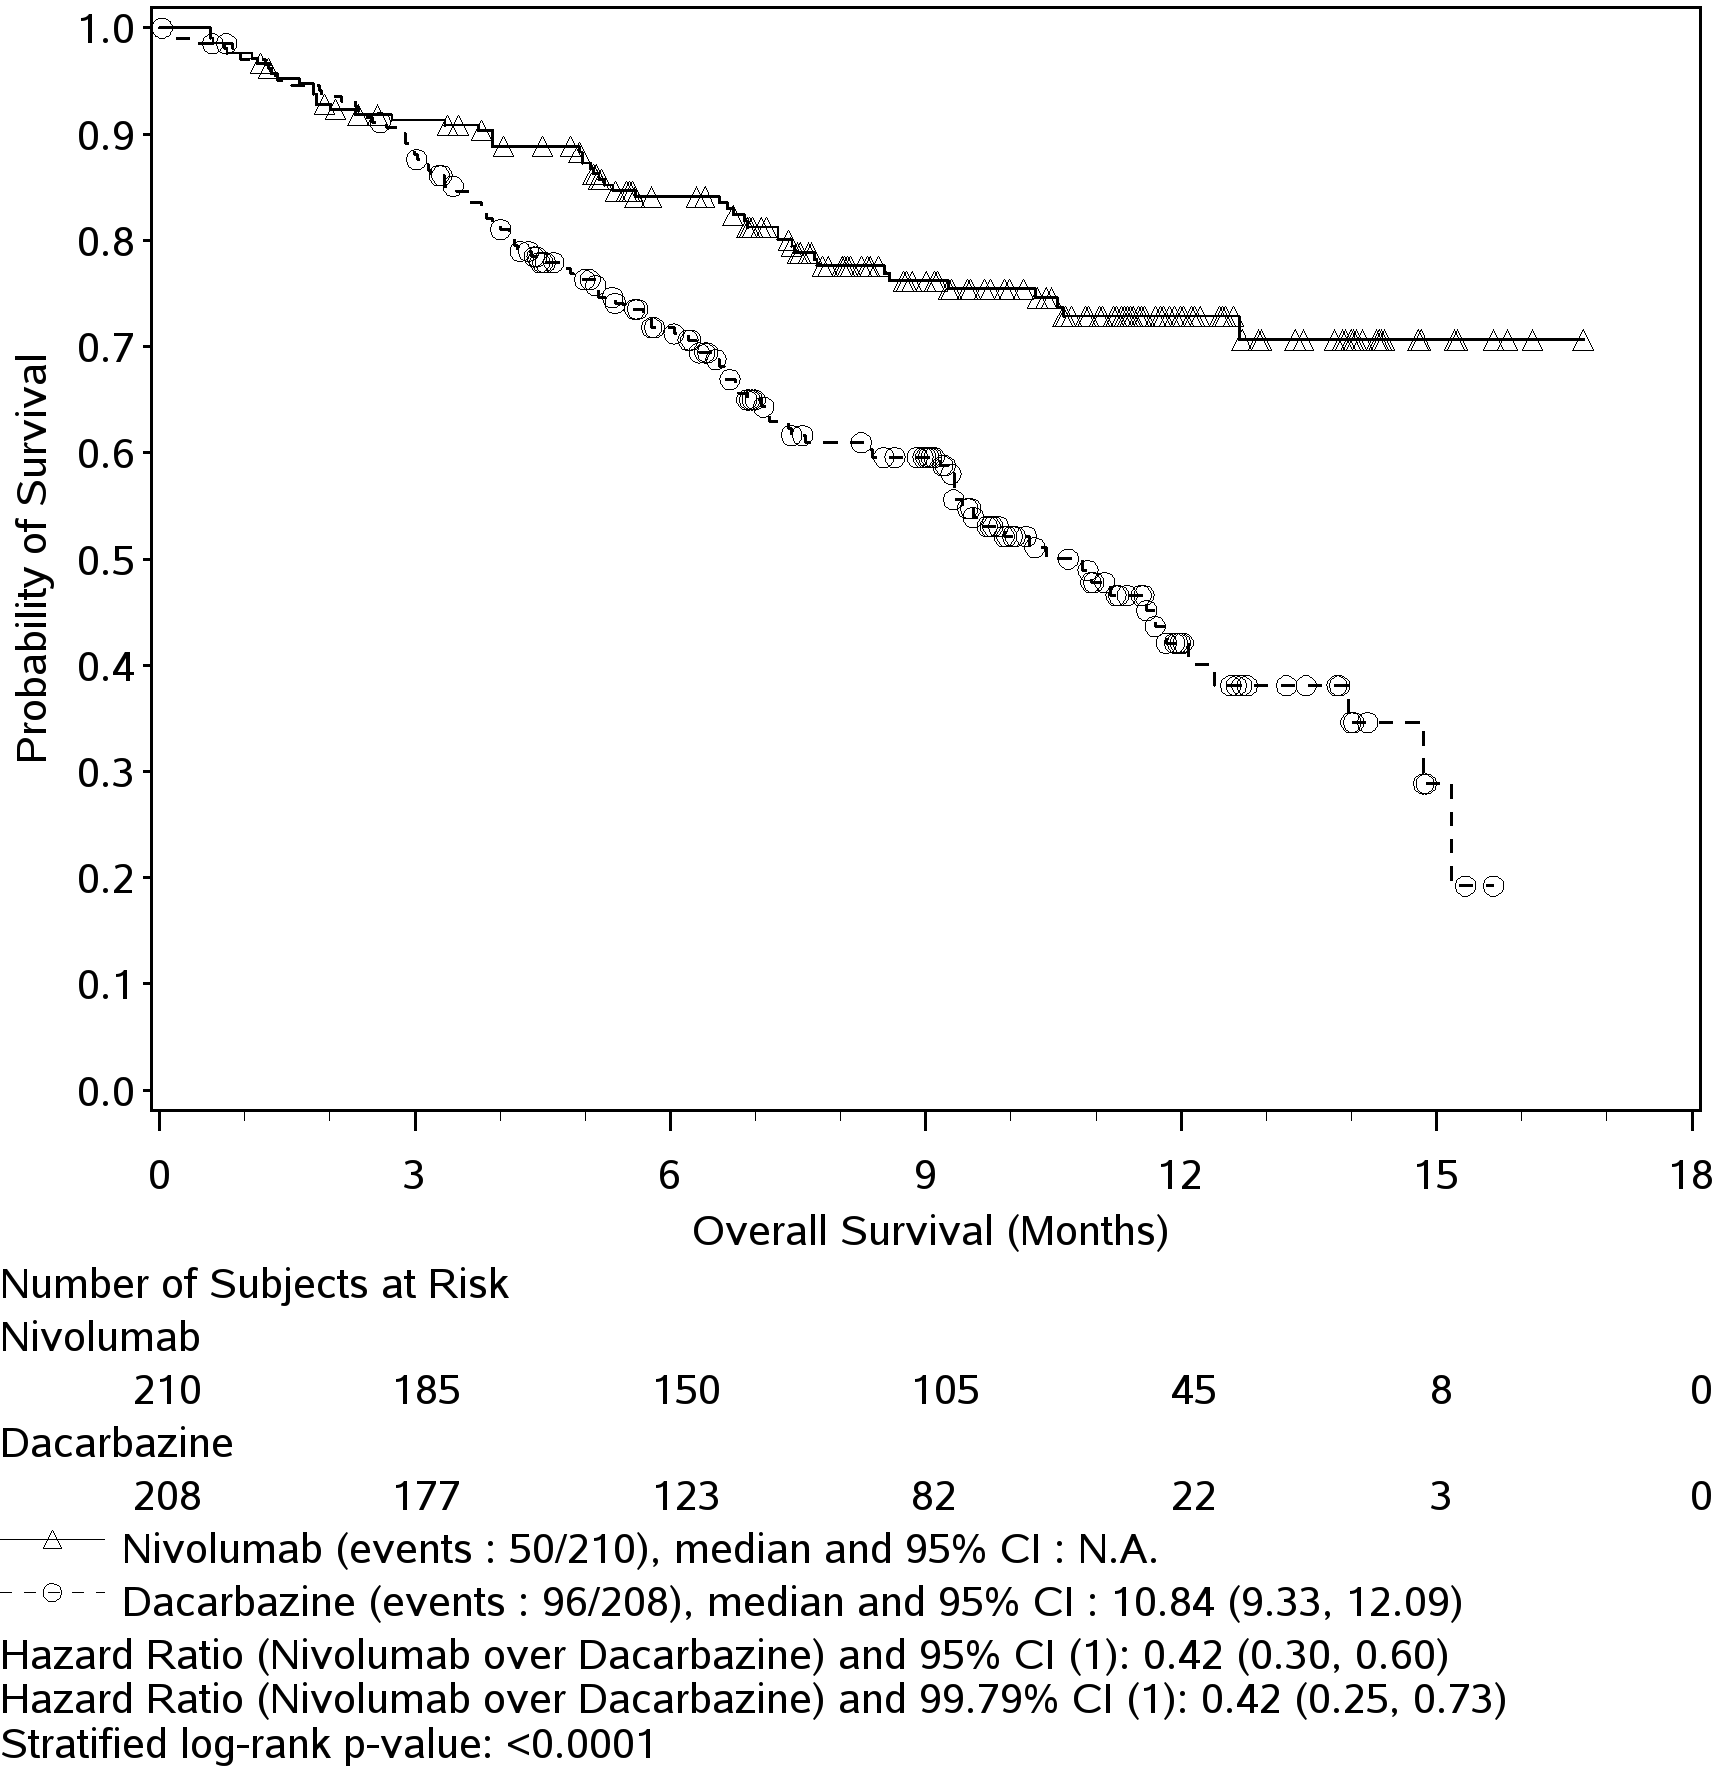 1.0
0.9
0.8
0.7
0.6
0.5
0.4
0.3
0.2
0.1
0.0
Probability of Survival
0 3 6 9 12 15 18
Overall Survival (Months)
Number of Subjects at Risk
Nivolumab
210 185 150 105 45 8 0
Dacarbazine
208 177 123 82 22 3 0
Nivolumab (events : 50/210), median and 95% CI : N.A.
Dacarbazine (events : 96/208), median and 95% CI : 10.84 (9.33, 12.09)
Hazard Ratio (Nivolumab over Dacarbazine) and 95% CI (1): 0.42 (0.30, 0.60)
Hazard Ratio (Nivolumab over Dacarbazine) and 99.79% CI (1): 0.42 (0.25, 0.73)
Stratified log-rank p-value: <0.0001